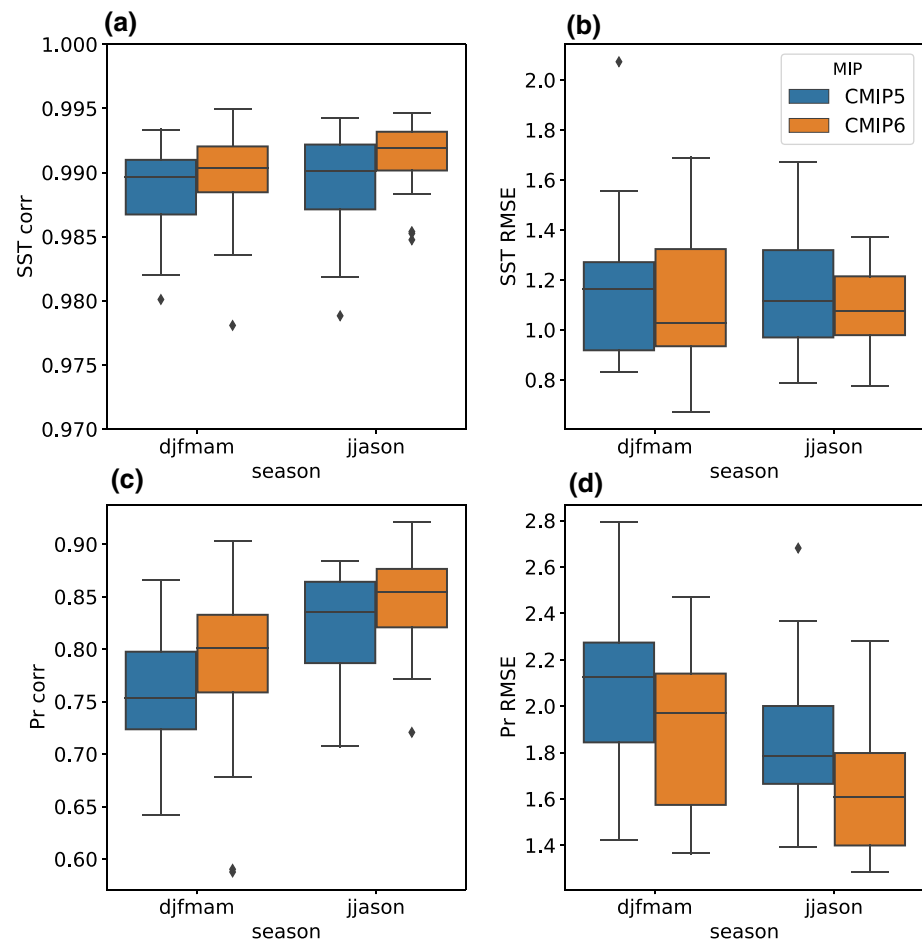 (a)
1.000
0.995
0.990
0.985
0.980
0.975
0.970
SST corr
djfmam
jjason
season
(b)
2.0
1.8
1.6
1.4
1.2
1.0
0.8
SST RMSE
MIP
CMIP5
CMIP6
djfmam
jjason
season
(c)
0.90
0.85
0.80
0.75
0.70
0.65
0.60
Pr corr
djfmam
jjason
season
(d)
2.8
2.6
2.4
2.2
2.0
1.8
1.6
1.4
Pr RMSE
djfmam
jjason
season